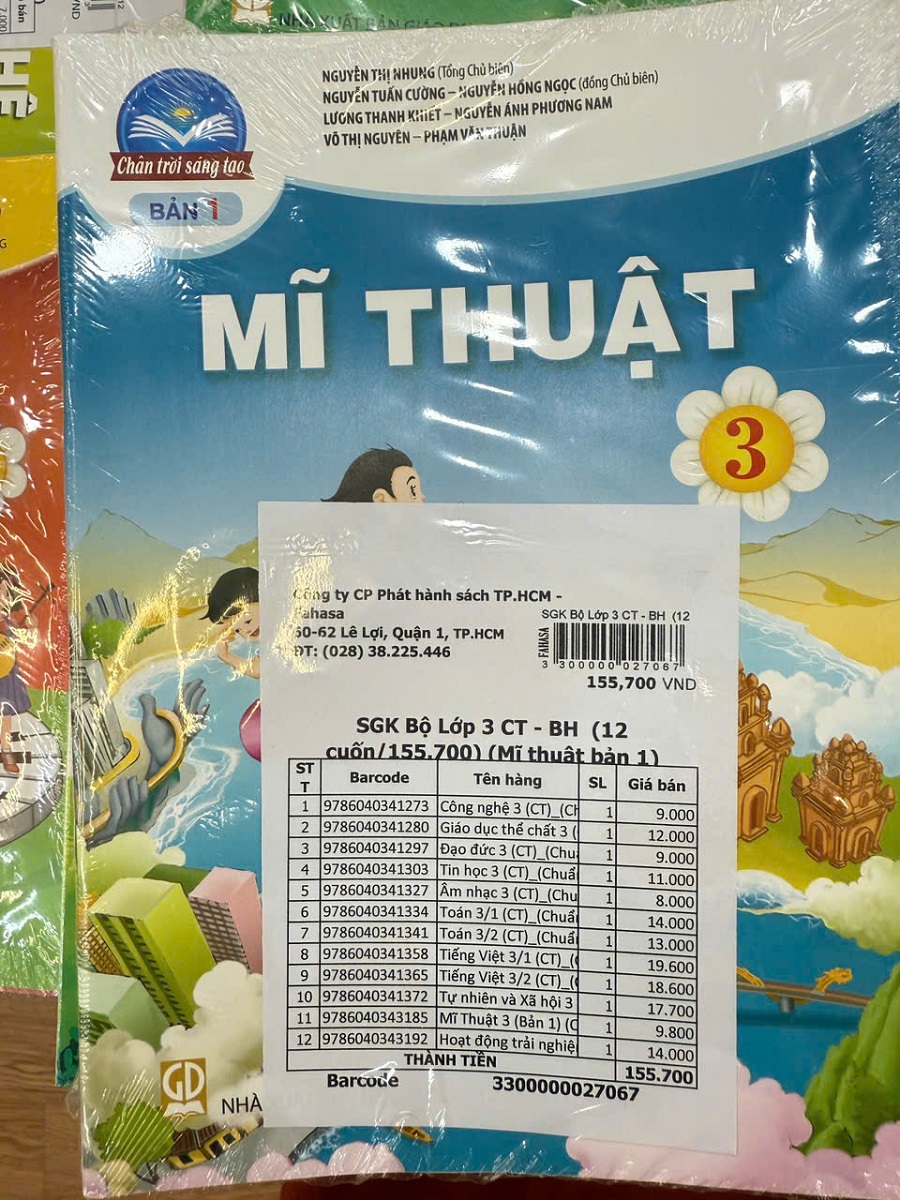 NHÀ XUẤT BẢN GIÁO
NGUYỄN THỊ NHUNG (Tổng Chủ biên)
NGUYỄN TUẤN CƯỜNG – NGUYỄN HỒNG NGỌC (đồng Chủ biên)
LƯƠNG THANH KHIẾT – NGUYỄN ÁNH PHƯƠNG NAM
VÕ THỊ NGUYÊN – PHẠM VĂN THUẬN
Chân trời sáng tạo
BẢN 1
MĨ THUẬT
3
Công ty CP Phát hành sách TP.HCM -
Fahasa
60-62 Lê Lợi, Quận 1, TP.HCM
ĐT: (028) 38.225.446
SGK Bộ Lớp 3 CT - BH (12
FAHASA
3 300000 027067
155,700 VND
SGK Bộ Lớp 3 CT - BH (12
cuốn/155.700) (Mĩ thuật bản 1)
STT Barcode Tên hàng SL Giá bán
1 9786040341273 Công nghệ 3 (CT)_(Ch 1 9.000
2 9786040341280 Giáo dục thể chất 3 ( 1 12.000
3 9786040341297 Đạo đức 3 (CT)_(Chuẩ 1 9.000
4 9786040341303 Tin học 3 (CT)_(Chuẩ 1 11.000
5 9786040341327 Âm nhạc 3 (CT)_(Chu 1 8.000
6 9786040341334 Toán 3/1 (CT)_(Chuẩ 1 14.000
7 9786040341341 Toán 3/2 (CT)_(Chuẩ 1 13.000
8 9786040341358 Tiếng Việt 3/1 (CT)_( 1 19.600
9 9786040341365 Tiếng Việt 3/2 (CT)_( 1 18.600
10 9786040341372 Tự nhiên và Xã hội 3 1 17.700
11 9786040343185 Mĩ Thuật 3 (Bản 1) (C 1 9.800
12 9786040343192 Hoạt động trải nghiệ 1 14.000
THÀNH TIỀN 155.700
Barcode 3300000027067
GD
NHÀ